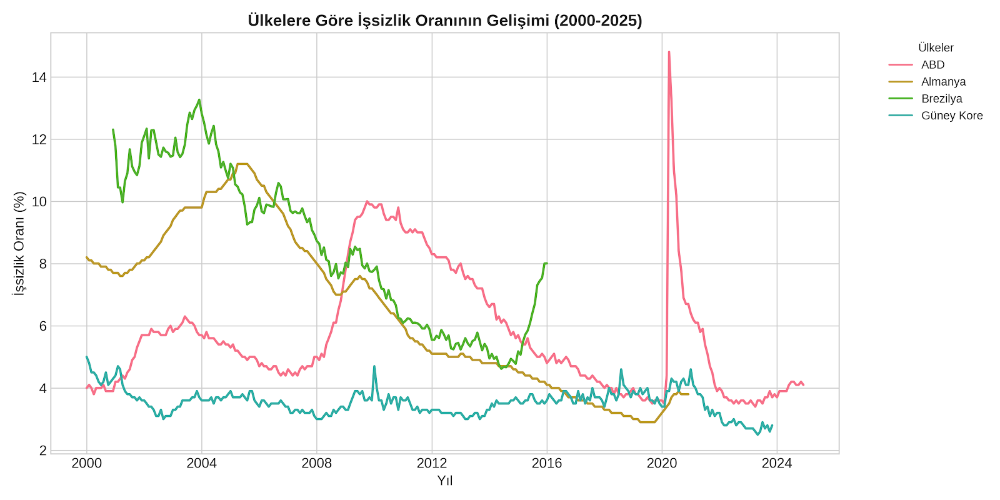 Ülkelere Göre İşsizlik Oranının Gelişimi (2000-2025)
Ülkeler
ABD
Almanya
Brezilya
Güney Kore
İşsizlik Oranı (%)
14
12
10
8
6
4
2
2000 2004 2008 2012 2016 2020 2024
Yıl